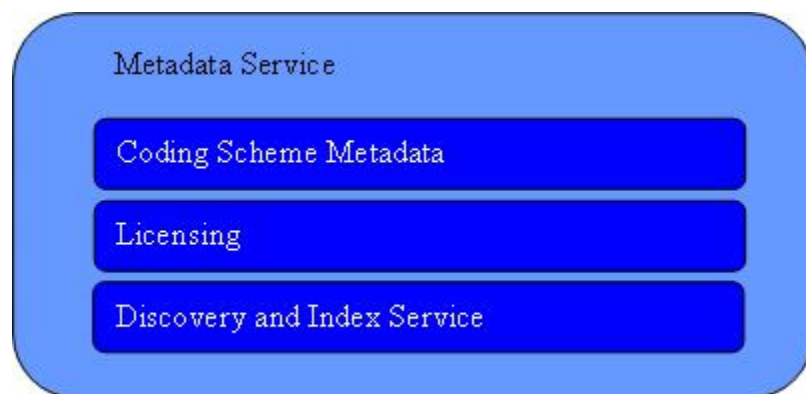 Metadata Service
Coding Scheme Metadata
Licensing
Discovery and Index Service